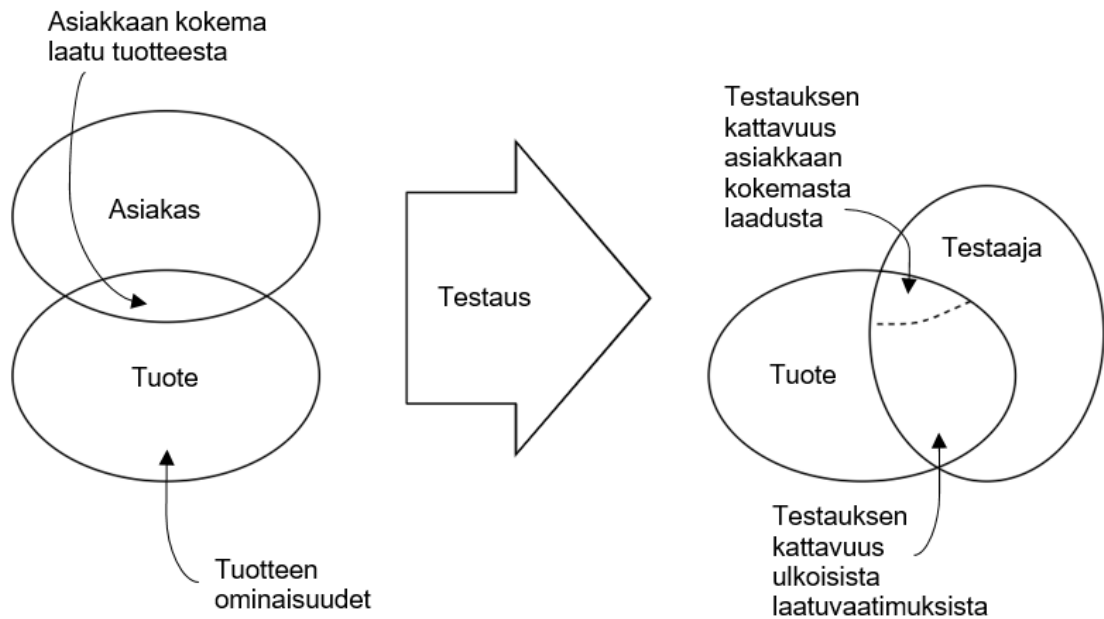 Asiakkaan kokema
laatu tuotteesta
Asiakas
Tuote
Tuotteen
ominaisuudet
Testaus
Testauksen
kattavuus
asiakkaan
kokemasta
laadusta
Testaaja
Tuote
Testauksen
kattavuus
ulkoisista
laatuvaatimuksista